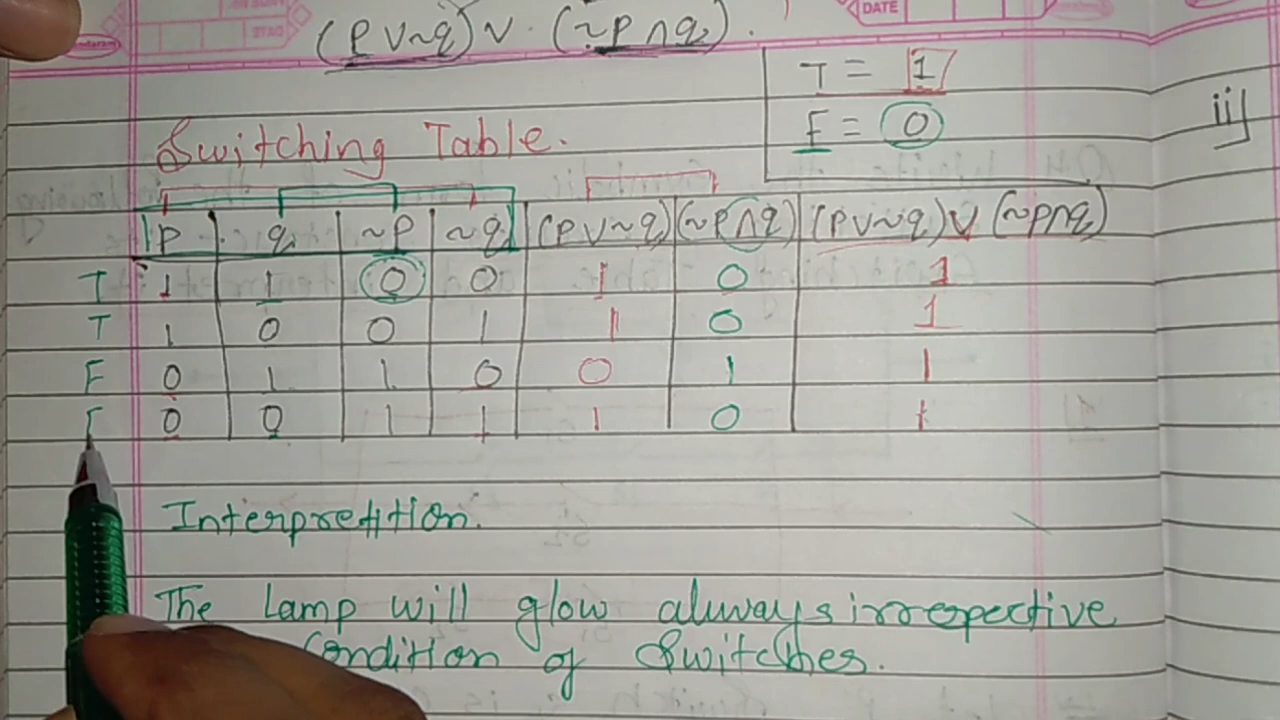 DATE
(p∨~q)∨(~p∧q).
T = 1
F = 0
ii)
Switching Table.
p q ~p ~q (p∨~q) (~p∧q) (p∨~q)∨(~p∧q)
T 1 1 0 0 1 0 1
T 1 0 0 1 1 0 1
F 0 1 1 0 0 1 1
F 0 0 1 1 1 0 1
Interpretition.
The Lamp will glow always irrespective
Condition of Switches.